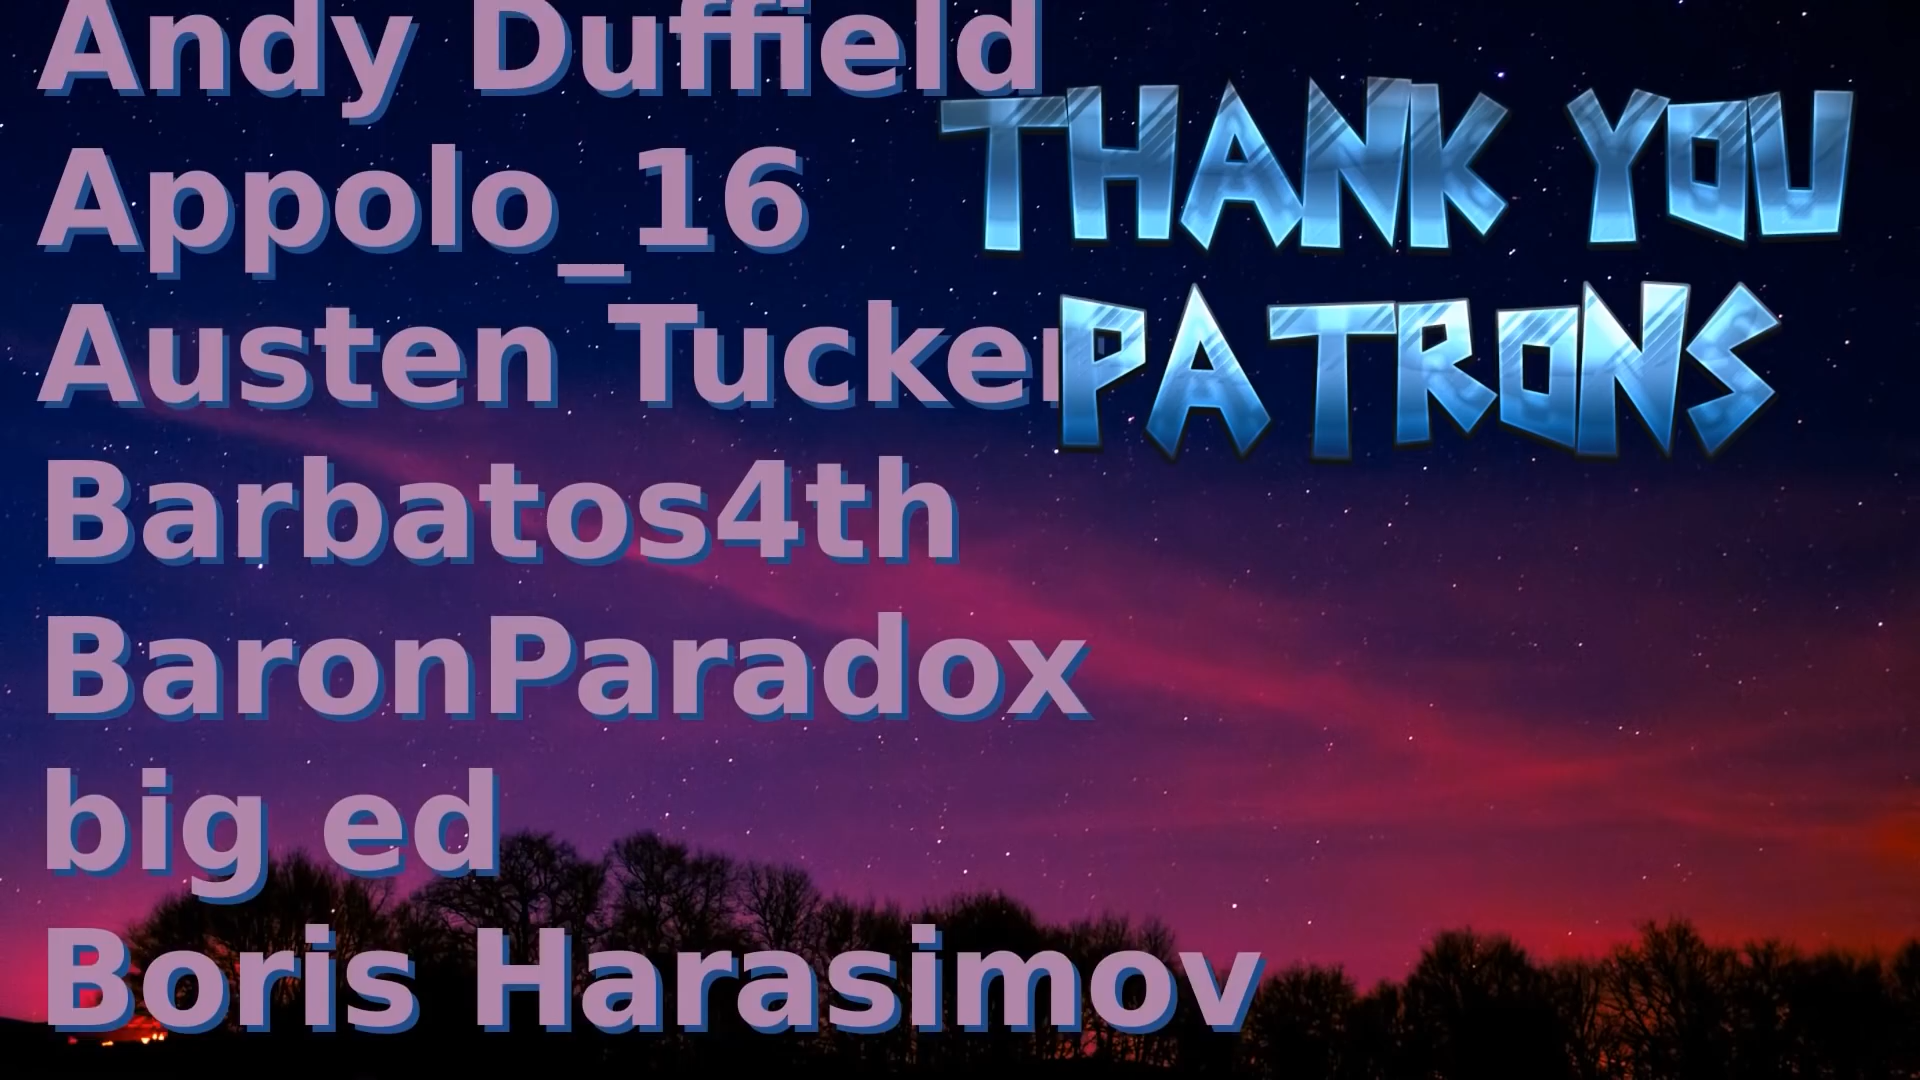 Andy Duffield
Appolo_16
Austen Tucker
Barbatos4th
BaronParadox
big ed
Boris Harasimov
THANK YOU
PATRONS